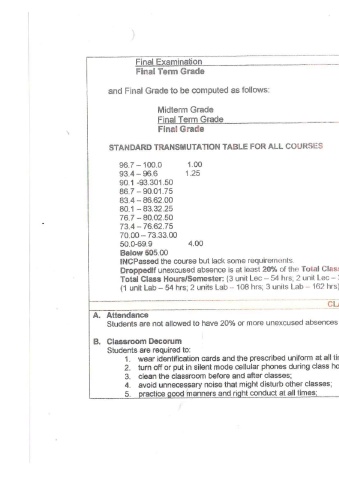 Final Examination
Final Term Grade
and Final Grade to be computed as follows:
Midterm Grade
Final Term Grade
Final Grade
STANDARD TRANSMUTATION TABLE FOR ALL COURSES
96.7 – 100.0 1.00
93.4 – 96.6 1.25
90.1 -93.301.50
86.7 – 90.01.75
83.4 – 86.62.00
80.1 – 83.32.25
76.7 – 80.02.50
73.4 – 76.62.75
70.00 – 73.33.00
50.0-69.9 4.00
Below 505.00
INCPassed the course but lack some requirements.
DroppedIf unexcused absence is at least 20% of the Total Clas
Total Class Hours/Semester: (3 unit Lec – 54 hrs; 2 unit Lec –
(1 unit Lab – 54 hrs; 2 units Lab – 108 hrs; 3 units Lab – 162 hrs)
CL
A. Attendance
Students are not allowed to have 20% or more unexcused absences
B. Classroom Decorum
Students are required to:
1. wear identification cards and the prescribed uniform at all ti
2. turn off or put in silent mode cellular phones during class ho
3. clean the classroom before and after classes;
4. avoid unnecessary noise that might disturb other classes;
5. practice good manners and right conduct at all times;